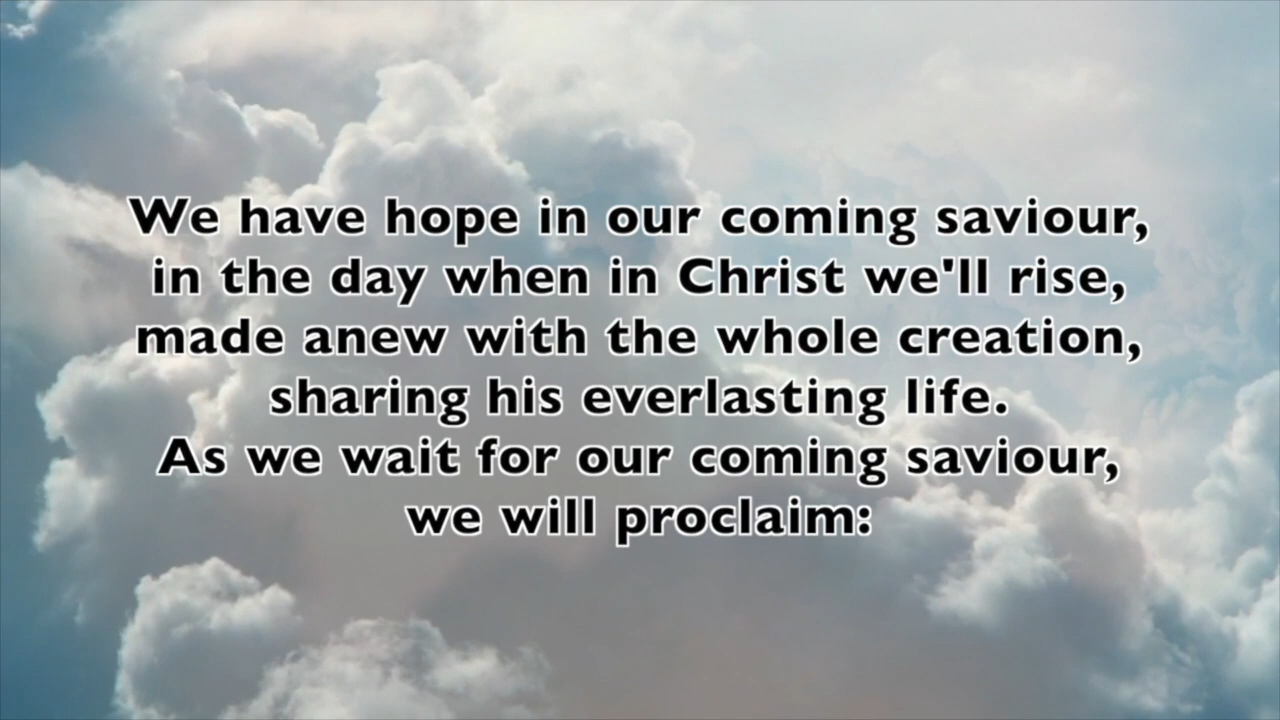 We have hope in our coming saviour,
in the day when in Christ we'll rise,
made anew with the whole creation,
sharing his everlasting life.
As we wait for our coming saviour,
we will proclaim: